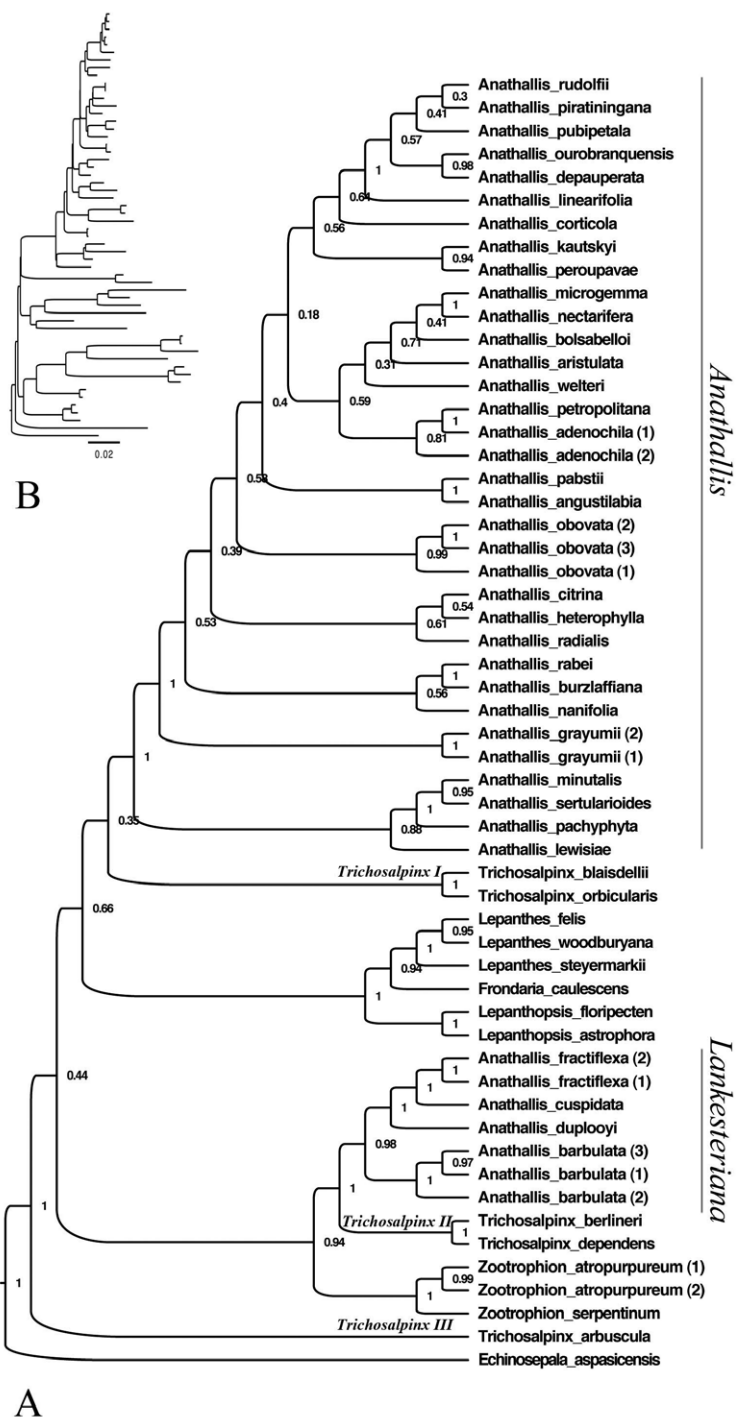 0.02
B
Anathallis_rudolfii
0.3
Anathallis_piratiningana
0.41
Anathallis_pubipetala
0.57
Anathallis_ourobranquensis
0.98
Anathallis_depauperata
1
Anathallis_linearifolia
0.64
Anathallis_corticola
0.56
Anathallis_kautskyi
0.94
Anathallis_peroupavae
0.18
Anathallis_microgemma
1
Anathallis_nectarifera
0.41
Anathallis_bolsabelloi
0.71
Anathallis_aristulata
0.31
Anathallis_welteri
0.59
Anathallis_petropolitana
1
Anathallis_adenochila (1)
0.81
Anathallis_adenochila (2)
0.4
Anathallis_pabstii
0.58
1
Anathallis_angustilabia
Anathallis_obovata (2)
1
Anathallis_obovata (3)
0.39
0.99
Anathallis_obovata (1)
Anathallis_citrina
0.54
Anathallis_heterophylla
0.53
0.61
Anathallis_radialis
Anathallis_rabei
1
Anathallis_burzlaffiana
1
0.56
Anathallis_nanifolia
Anathallis_grayumii (2)
1
Anathallis_grayumii (1)
1
Anathallis_minutalis
0.95
Anathallis_sertularioides
1
Anathallis_pachyphyta
0.35
0.88
Anathallis_lewisiae
Anathallis
Trichosalpinx I
Trichosalpinx_blaisdellii
1
Trichosalpinx_orbicularis
0.66
Lepanthes_felis
0.95
Lepanthes_woodburyana
1
Lepanthes_steyermarkii
0.94
Frondaria_caulescens
1
Lepanthopsis_floripecten
1
Lepanthopsis_astrophora
0.44
Anathallis_fractiflexa (2)
1
Anathallis_fractiflexa (1)
1
Anathallis_cuspidata
1
Anathallis_duplooyi
0.98
Anathallis_barbulata (3)
0.97
Anathallis_barbulata (1)
1
Anathallis_barbulata (2)
1
Lankesteriana
Trichosalpinx II
Trichosalpinx_berlineri
1
Trichosalpinx_dependens
0.94
Zootrophion_atropurpureum (1)
0.99
Zootrophion_atropurpureum (2)
1
Zootrophion_serpentinum
1
Trichosalpinx III
Trichosalpinx_arbuscula
1
Echinosepala_aspasicensis
A